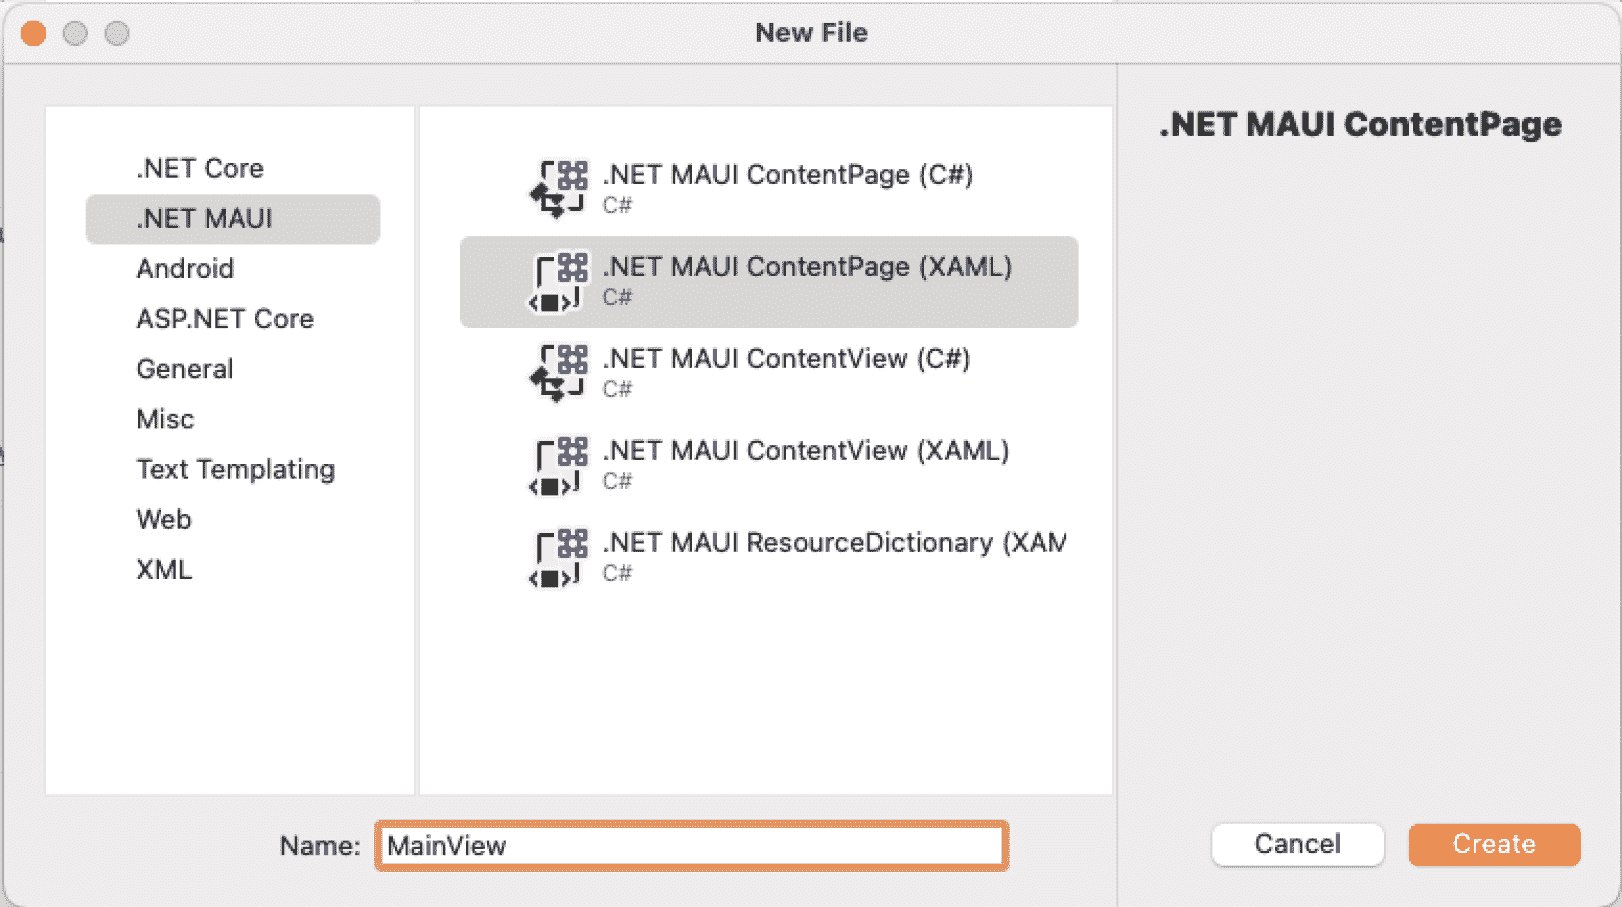 New File
.NET Core
.NET MAUI
Android
ASP.NET Core
General
Misc
Text Templating
Web
XML
.NET MAUI ContentPage (C#)
C#
.NET MAUI ContentPage (XAML)
C#
.NET MAUI ContentView (C#)
C#
.NET MAUI ContentView (XAML)
C#
.NET MAUI ResourceDictionary (XAM
C#
.NET MAUI ContentPage
Name: MainView
Cancel Create